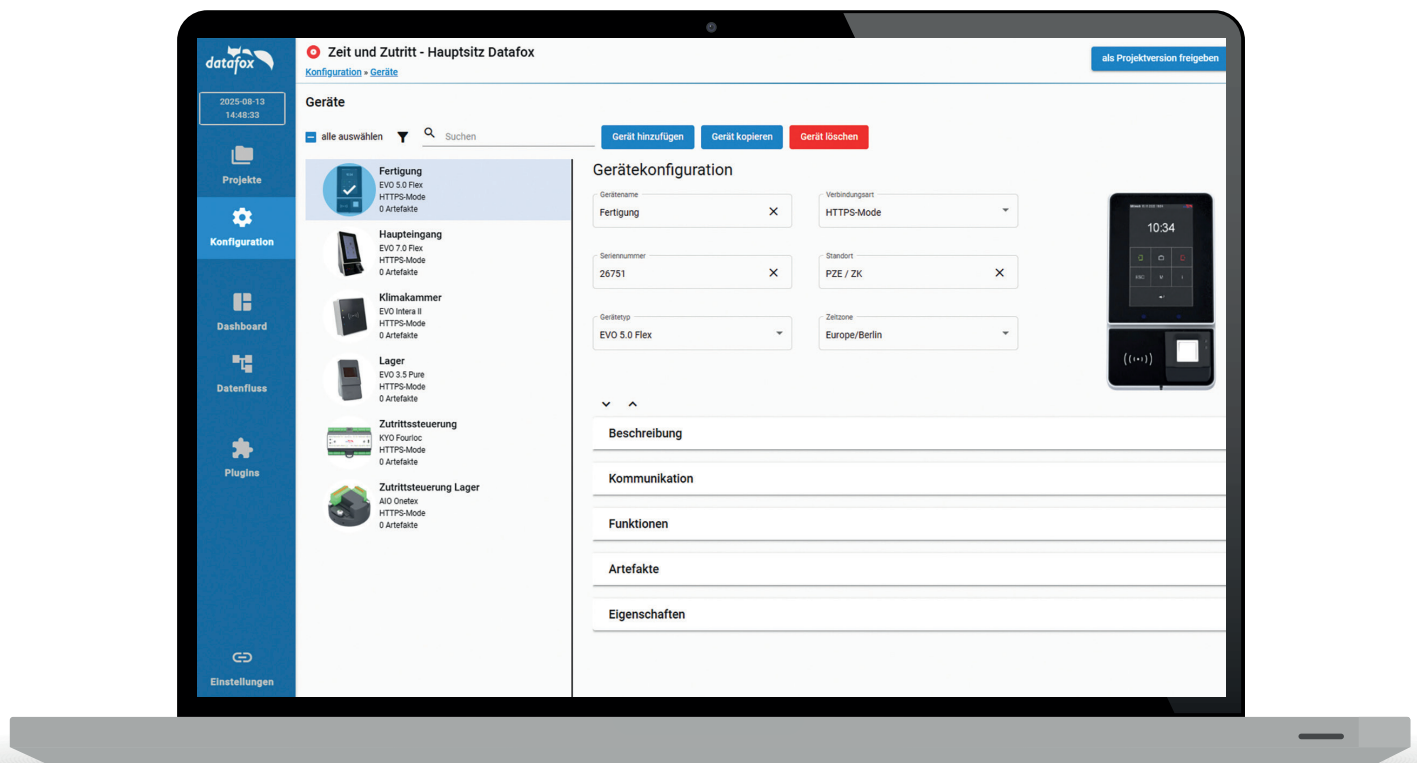 datafox
2025-08-13
14:48:33
Projekte
Konfiguration
Dashboard
Datenfluss
Plugins
Einstellungen
Zeit und Zutritt - Hauptsitz Datafox
Konfiguration » Geräte
als Projektversion freigeben
Geräte
alle auswählen
Suchen
Gerät hinzufügen
Gerät kopieren
Gerät löschen
Fertigung
EVO 5.0 Flex
HTTPS-Mode
0 Artefakte
Haupteingang
EVO 7.0 Flex
HTTPS-Mode
0 Artefakte
Klimakammer
EVO Intera II
HTTPS-Mode
0 Artefakte
Lager
EVO 3.5 Pure
HTTPS-Mode
0 Artefakte
Zutrittssteuerung
KYO Fourloc
HTTPS-Mode
0 Artefakte
Zutrittsteuerung Lager
AIO Onetex
HTTPS-Mode
0 Artefakte
Gerätekonfiguration
Gerätename
Fertigung
Verbindungsart
HTTPS-Mode
Seriennummer
26751
Standort
PZE / ZK
Gerätetyp
EVO 5.0 Flex
Zeitzone
Europe/Berlin
10:34
Beschreibung
Kommunikation
Funktionen
Artefakte
Eigenschaften